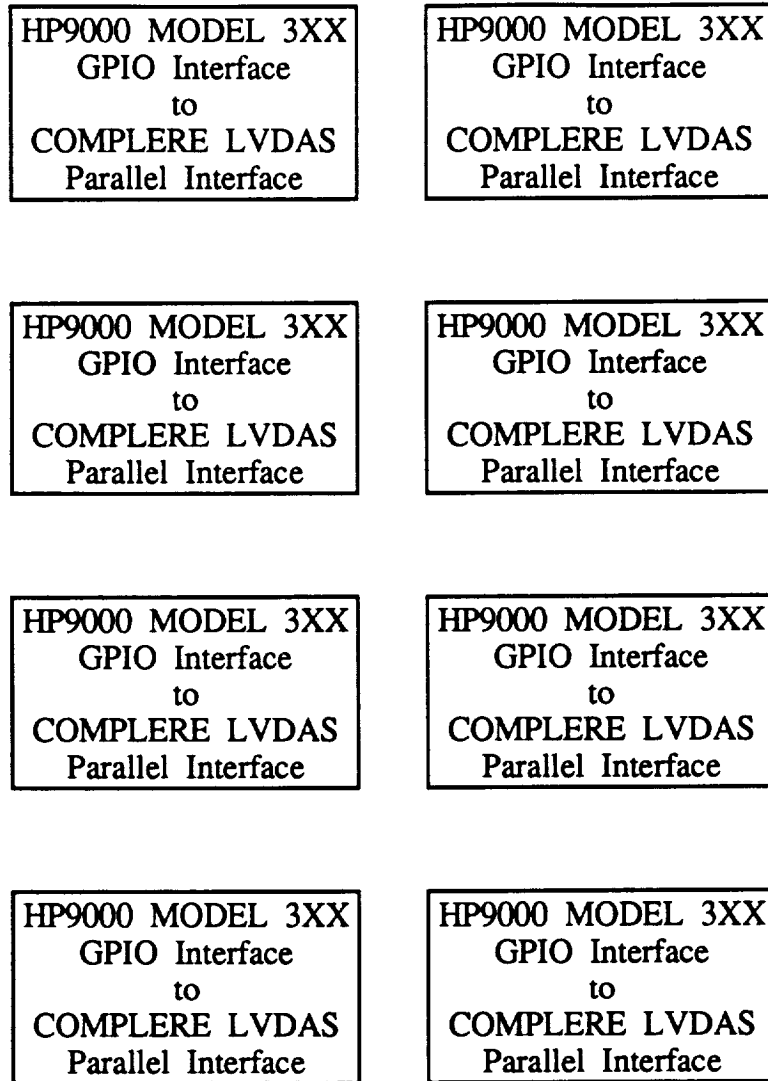 HP9000 MODEL 3XX
GPIO Interface
to
COMPLERE LVDAS
Parallel Interface
HP9000 MODEL 3XX
GPIO Interface
to
COMPLERE LVDAS
Parallel Interface
HP9000 MODEL 3XX
GPIO Interface
to
COMPLERE LVDAS
Parallel Interface
HP9000 MODEL 3XX
GPIO Interface
to
COMPLERE LVDAS
Parallel Interface
HP9000 MODEL 3XX
GPIO Interface
to
COMPLERE LVDAS
Parallel Interface
HP9000 MODEL 3XX
GPIO Interface
to
COMPLERE LVDAS
Parallel Interface
HP9000 MODEL 3XX
GPIO Interface
to
COMPLERE LVDAS
Parallel Interface
HP9000 MODEL 3XX
GPIO Interface
to
COMPLERE LVDAS
Parallel Interface